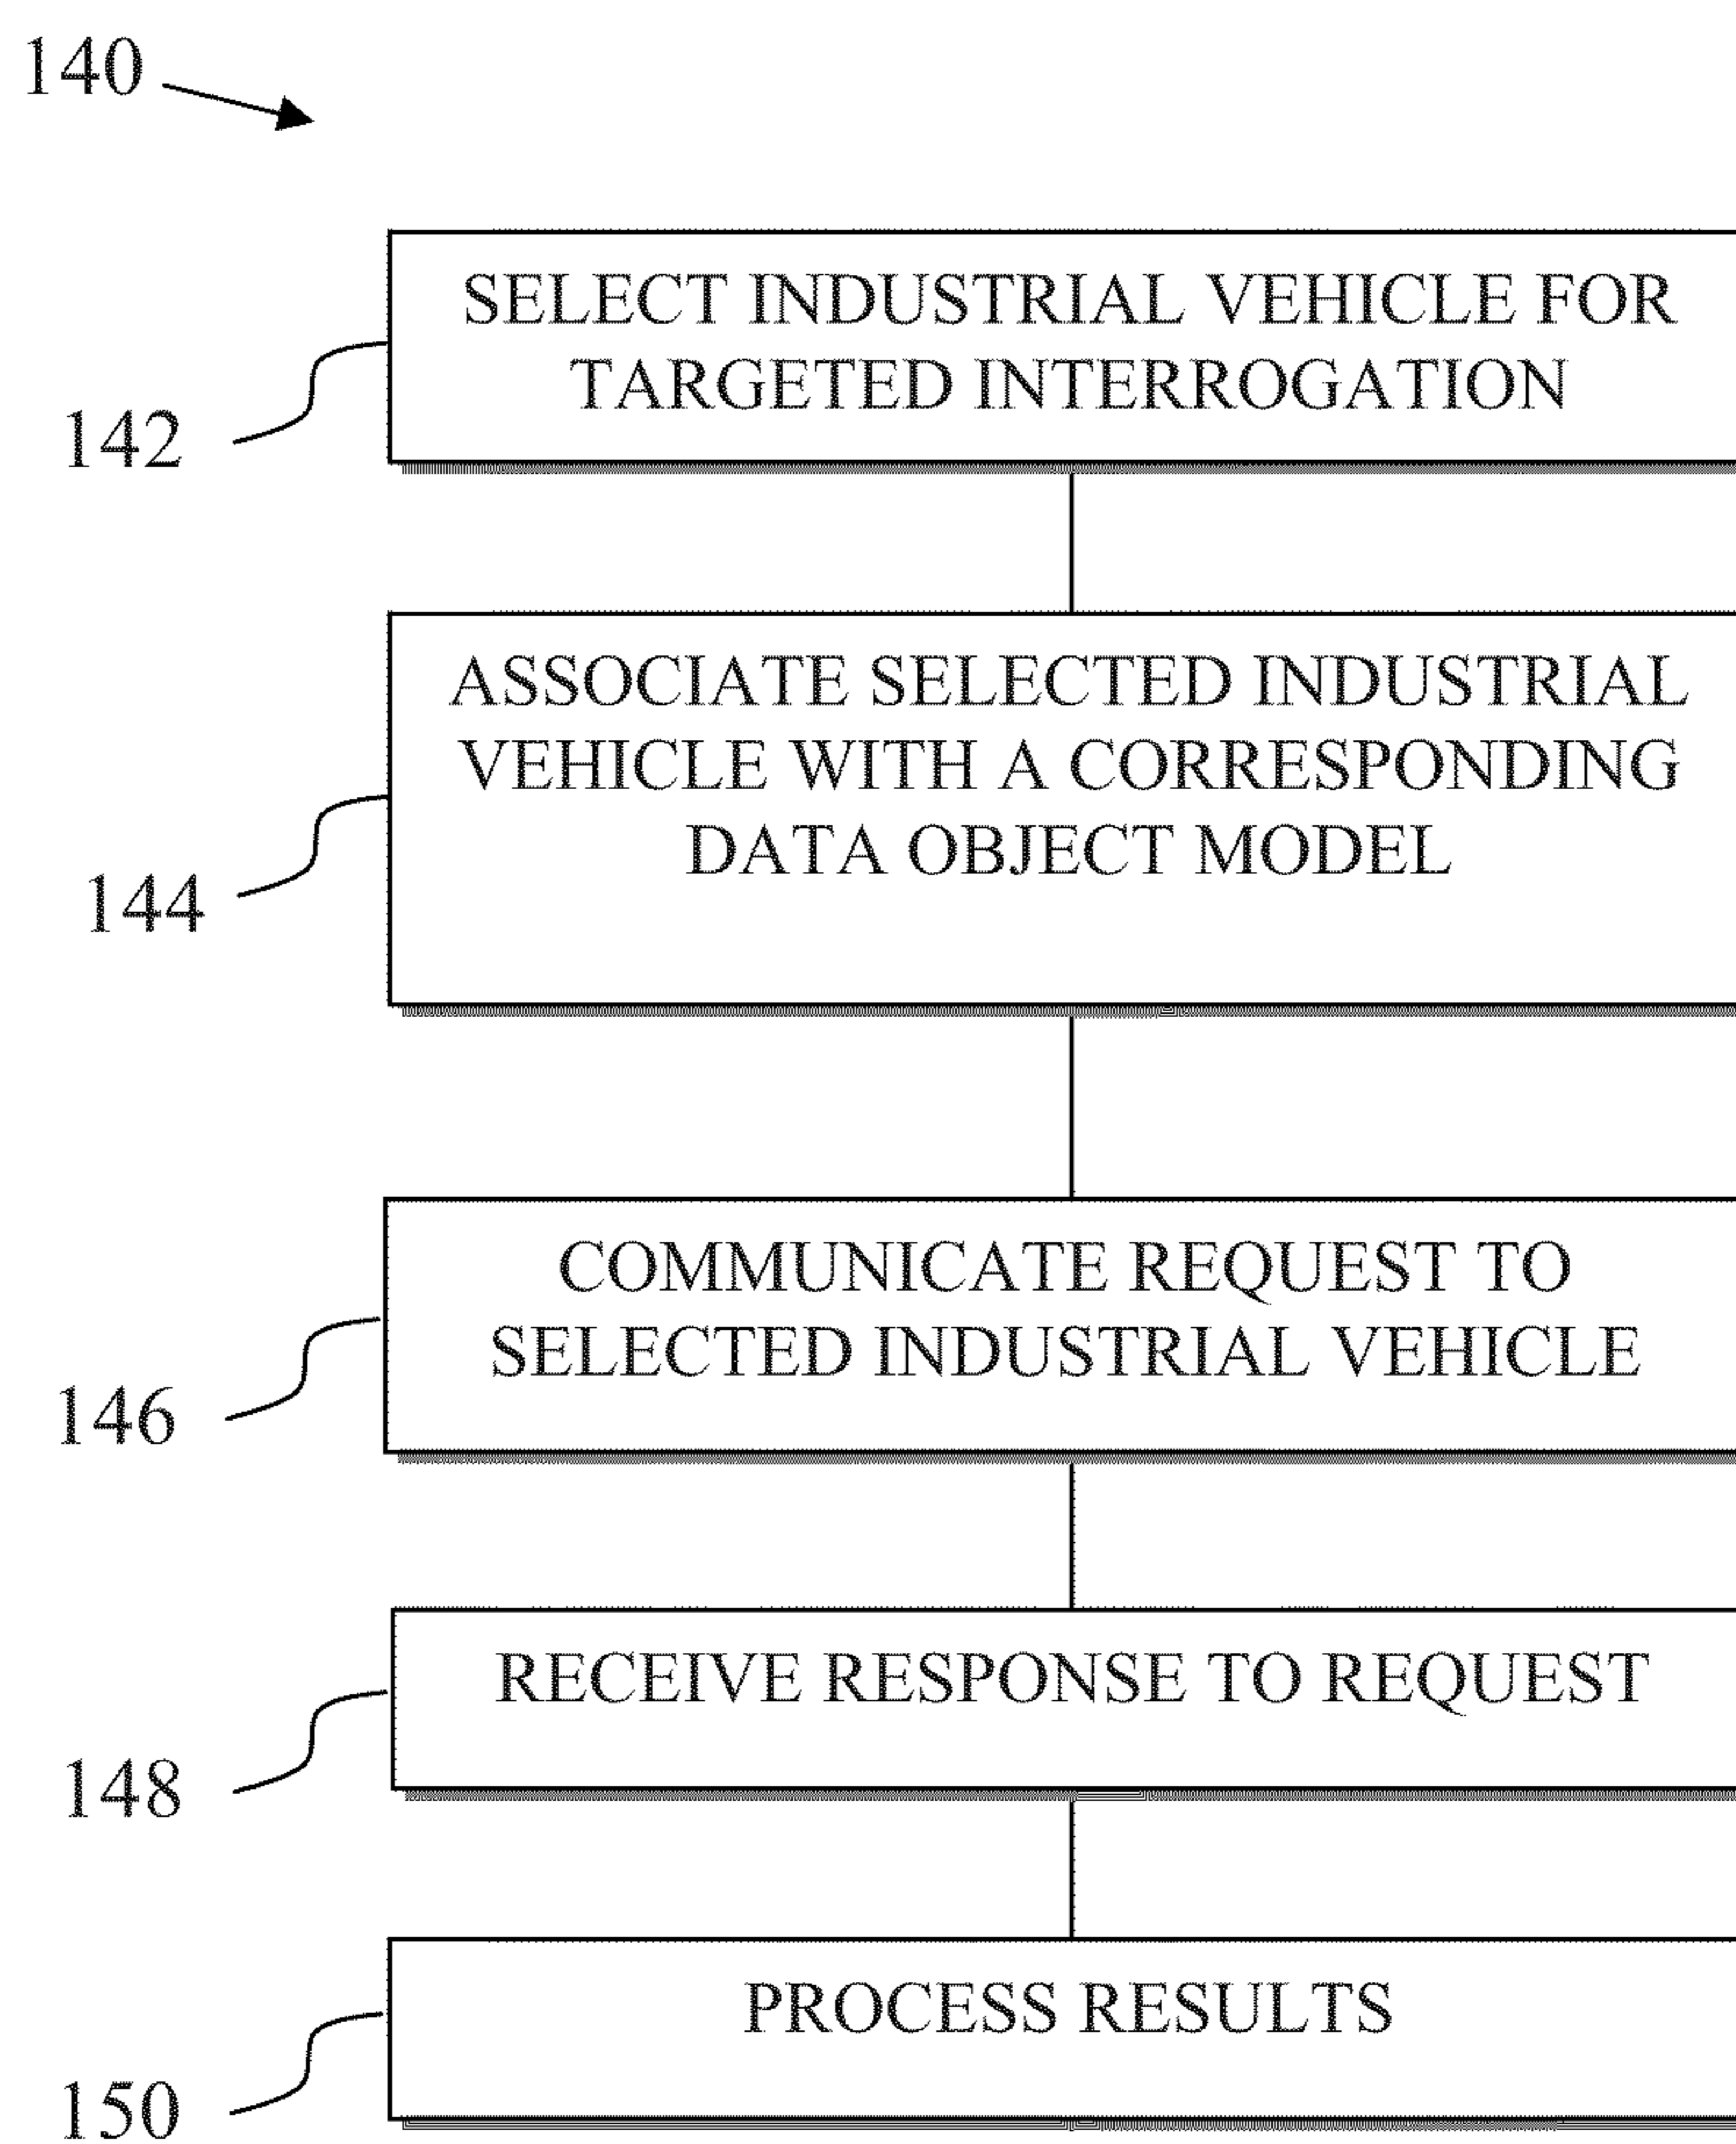 140
SELECT INDUSTRIAL VEHICLE FOR
TARGETED INTERROGATION
142
ASSOCIATE SELECTED INDUSTRIAL
VEHICLE WITH A CORRESPONDING
DATA OBJECT MODEL
144
COMMUNICATE REQUEST TO
SELECTED INDUSTRIAL VEHICLE
146
RECEIVE RESPONSE TO REQUEST
148
PROCESS RESULTS
150